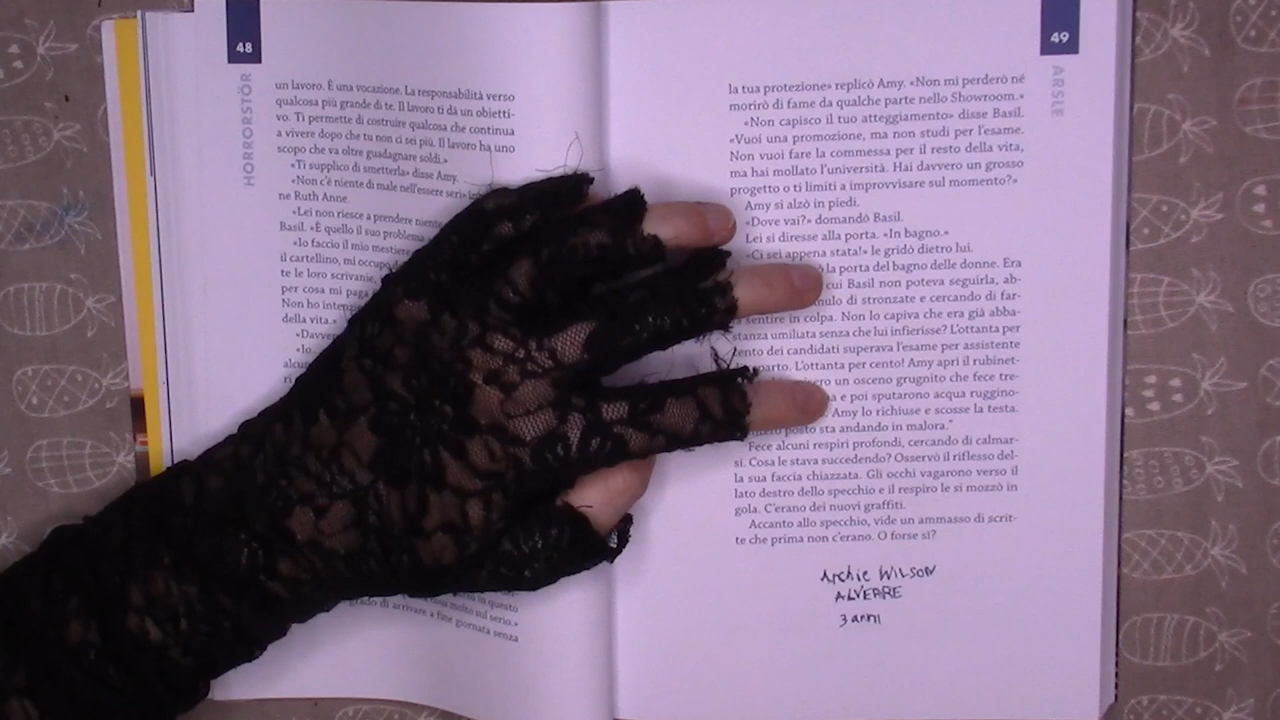 48
HORRORSTÖR
un lavoro. È una vocazione. La responsabilità verso
qualcosa più grande di te. Il lavoro ti dà un obietti-
vo. Ti permette di costruire qualcosa che continua
a vivere dopo che tu non ci sei più. Il lavoro ha uno
scopo che va oltre guadagnare soldi.»
«Ti supplico di smetterla» disse Amy.
«Non c'è niente di male nell'essere seri»
ne Ruth Anne.
«Lei non riesce a prendere niente
Basil. «È quello il suo problema
«Io faccio il mio mestiere
il cartellino, mi occupo
te le loro scrivanie,
per cosa mi paga
Non ho
della vita.»
«Io
in questo
molto sul serio.»
grado di arrivare a fine giornata senza
49
ARSLE
la tua protezione» replicò Amy. «Non mi perderò né
morirò di fame da qualche parte nello Showroom.»
«Non capisco il tuo atteggiamento» disse Basil.
«Vuoi una promozione, ma non studi per l'esame.
Non vuoi fare la commessa per il resto della vita,
ma hai mollato l'università. Hai davvero un grosso
progetto o ti limiti a improvvisare sul momento?»
Amy si alzò in piedi.
«Dove vai?» domandò Basil.
Lei si diresse alla porta. «In bagno.»
«Ci sei appena stata!» le gridò dietro lui.
la porta del bagno delle donne. Era
cui Basil non poteva seguirla, ab-
di stronzate e cercando di far-
sentire in colpa. Non lo capiva che era già abba-
stanza umiliata senza che lui infierisse? L'ottanta per
cento dei candidati superava l'esame per assistente
L'ottanta per cento! Amy aprì il rubinet-
un osceno grugnito che fece tre-
e poi sputarono acqua ruggino-
Amy lo richiuse e scosse la testa.
posto sta andando in malora.”
Fece alcuni respiri profondi, cercando di calmar-
si. Cosa le stava succedendo? Osservò il riflesso del-
la sua faccia chiazzata. Gli occhi vagarono verso il
lato destro dello specchio e il respiro le si mozzò in
gola. C'erano dei nuovi graffiti.
Accanto allo specchio, vide un ammasso di scrit-
te che prima non c'erano. O forse sì?
Archie WILSON
ALVEARE
3 anni